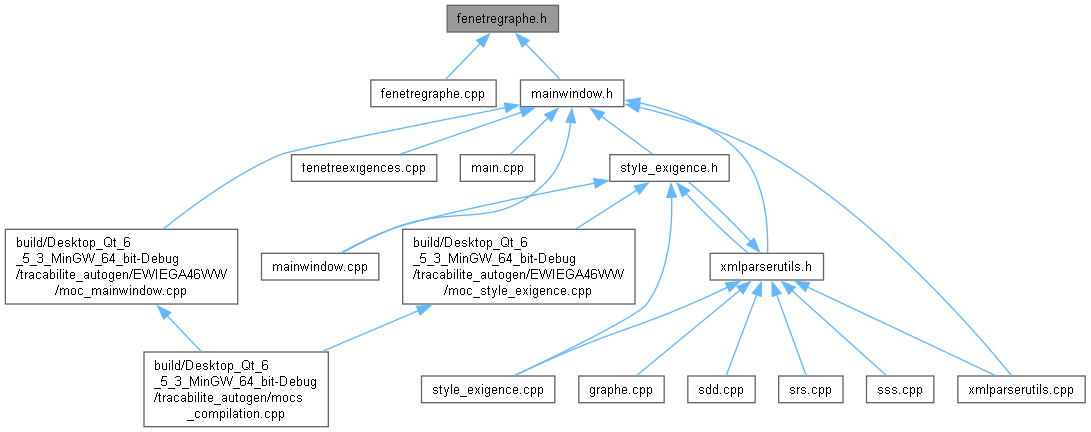 fenetregraphe.h
fenetregraphe.cpp
mainwindow.h
fenetreexigences.cpp
main.cpp
style_exigence.h
build/Desktop_Qt_6
_5_3_MinGW_64_bit-Debug
/tracabilite_autogen/EWIEGA46WW
/moc_mainwindow.cpp
mainwindow.cpp
build/Desktop_Qt_6
_5_3_MinGW_64_bit-Debug
/tracabilite_autogen/EWIEGA46WW
/moc_style_exigence.cpp
xmlparserutils.h
build/Desktop_Qt_6
_5_3_MinGW_64_bit-Debug
/tracabilite_autogen/mocs
_compilation.cpp
style_exigence.cpp
graphe.cpp
sdd.cpp
srs.cpp
sss.cpp
xmlparserutils.cpp